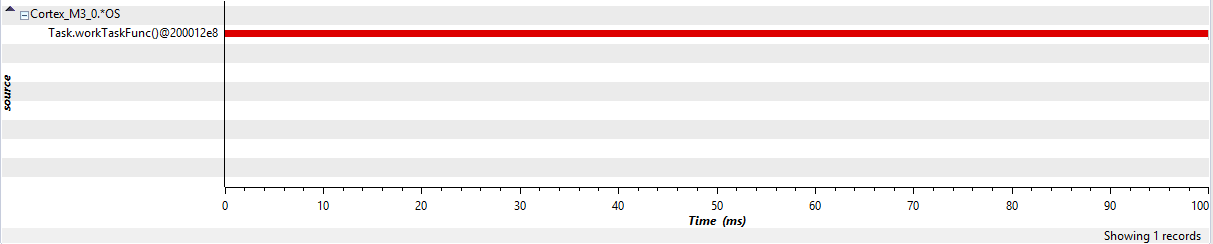 Cortex_M3_0.*OS
Task.workTaskFunc()@200012e8
source
0 10 20 30 40 50 60 70 80 90 100
Time (ms)
Showing 1 records